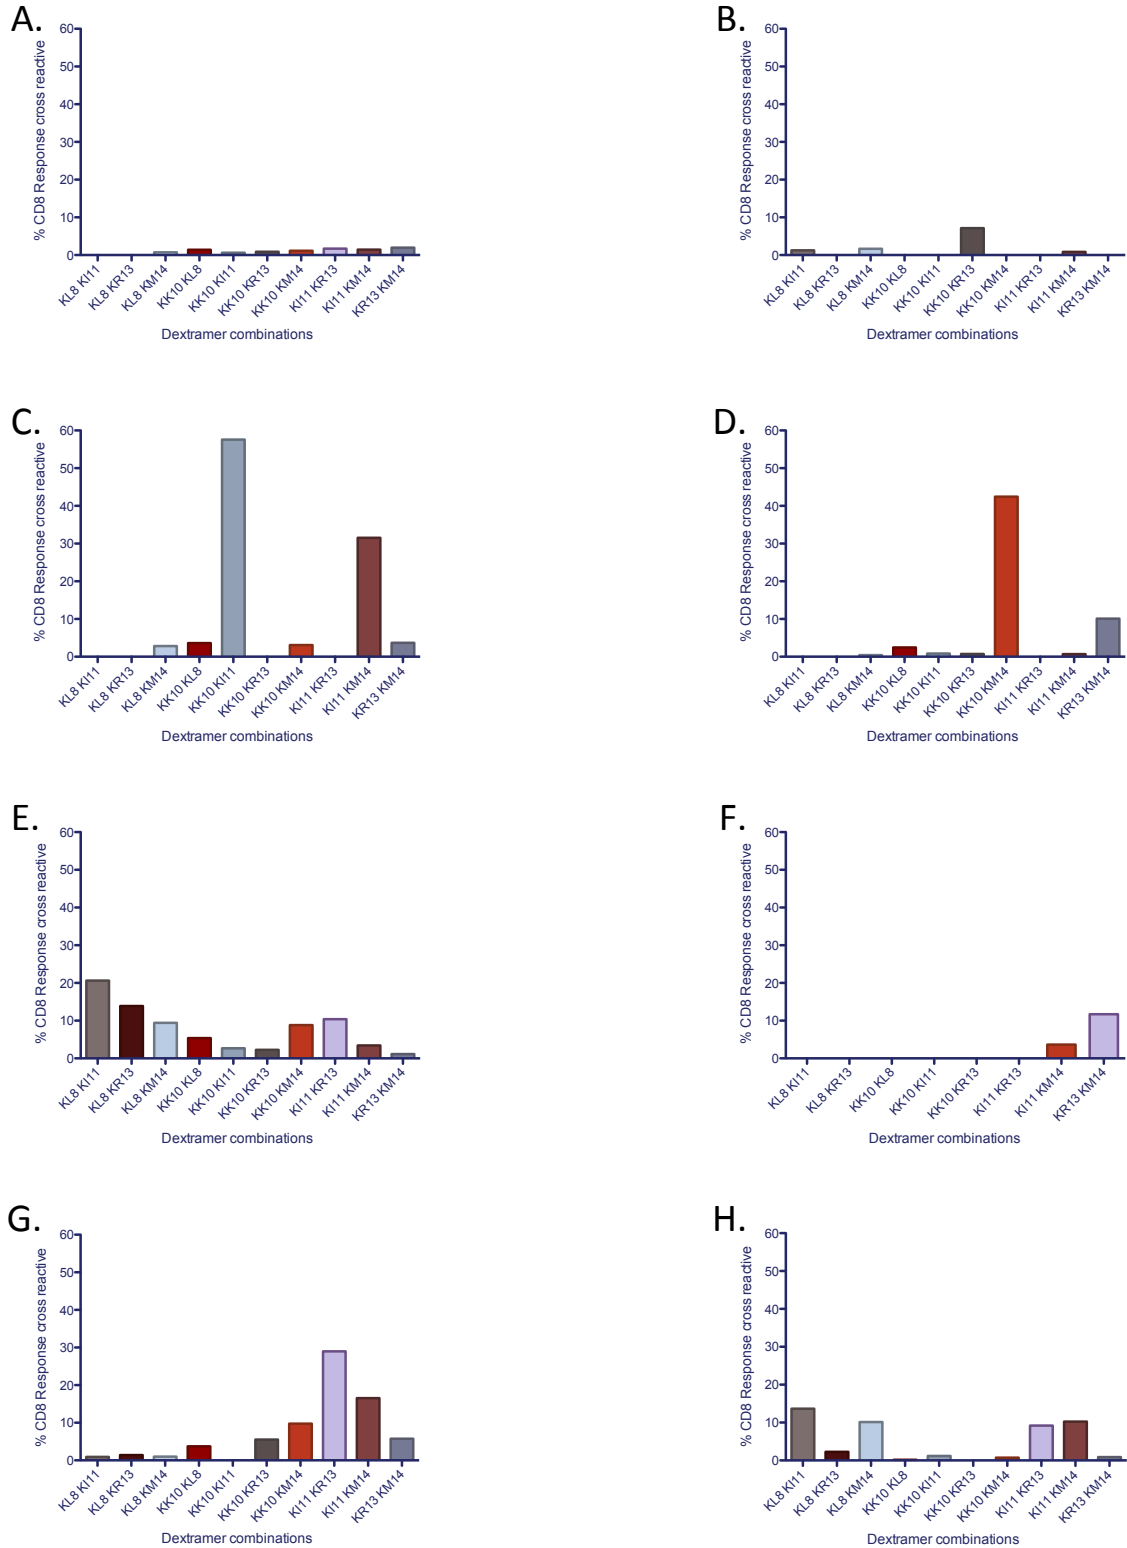 A.
% CD8 Response cross reactive
60
50
40
30
20
10
0
KL8 KI11
KL8 KR13
KL8 KM14
KK10 KL8
KK10 KI11
KK10 KR13
KK10 KM14
KI11 KR13
KI11 KM14
KR13 KM14
Dextramer combinations
B.
% CD8 Response cross reactive
60
50
40
30
20
10
0
KL8 KI11
KL8 KR13
KL8 KM14
KK10 KL8
KK10 KI11
KK10 KR13
KK10 KM14
KI11 KR13
KI11 KM14
KR13 KM14
Dextramer combinations
C.
% CD8 Response cross reactive
60
50
40
30
20
10
0
KL8 KI11
KL8 KR13
KL8 KM14
KK10 KL8
KK10 KI11
KK10 KR13
KK10 KM14
KI11 KR13
KI11 KM14
KR13 KM14
Dextramer combinations
D.
% CD8 Response cross reactive
60
50
40
30
20
10
0
KL8 KI11
KL8 KR13
KL8 KM14
KK10 KL8
KK10 KI11
KK10 KR13
KK10 KM14
KI11 KR13
KI11 KM14
KR13 KM14
Dextramer combinations
E.
% CD8 Response cross reactive
60
50
40
30
20
10
0
KL8 KI11
KL8 KR13
KL8 KM14
KK10 KL8
KK10 KI11
KK10 KR13
KK10 KM14
KI11 KR13
KI11 KM14
KR13 KM14
Dextramer combinations
F.
% CD8 Response cross reactive
60
50
40
30
20
10
0
KL8 KI11
KL8 KR13
KK10 KL8
KK10 KI11
KK10 KR13
KI11 KR13
KI11 KM14
KR13 KM14
Dextramer combinations
G.
% CD8 Response cross reactive
60
50
40
30
20
10
0
KL8 KI11
KL8 KR13
KL8 KM14
KK10 KL8
KK10 KI11
KK10 KR13
KK10 KM14
KI11 KR13
KI11 KM14
KR13 KM14
Dextramer combinations
H.
% CD8 Response cross reactive
60
50
40
30
20
10
0
KL8 KI11
KL8 KR13
KL8 KM14
KK10 KL8
KK10 KI11
KK10 KR13
KK10 KM14
KI11 KR13
KI11 KM14
KR13 KM14
Dextramer combinations